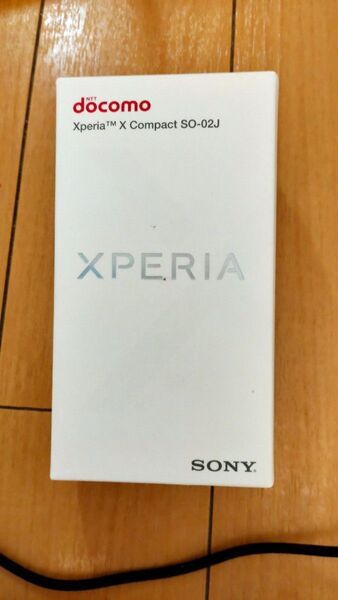 NTT
docomo
Xperia™ X Compact SO-02J
XPERIA
SONY